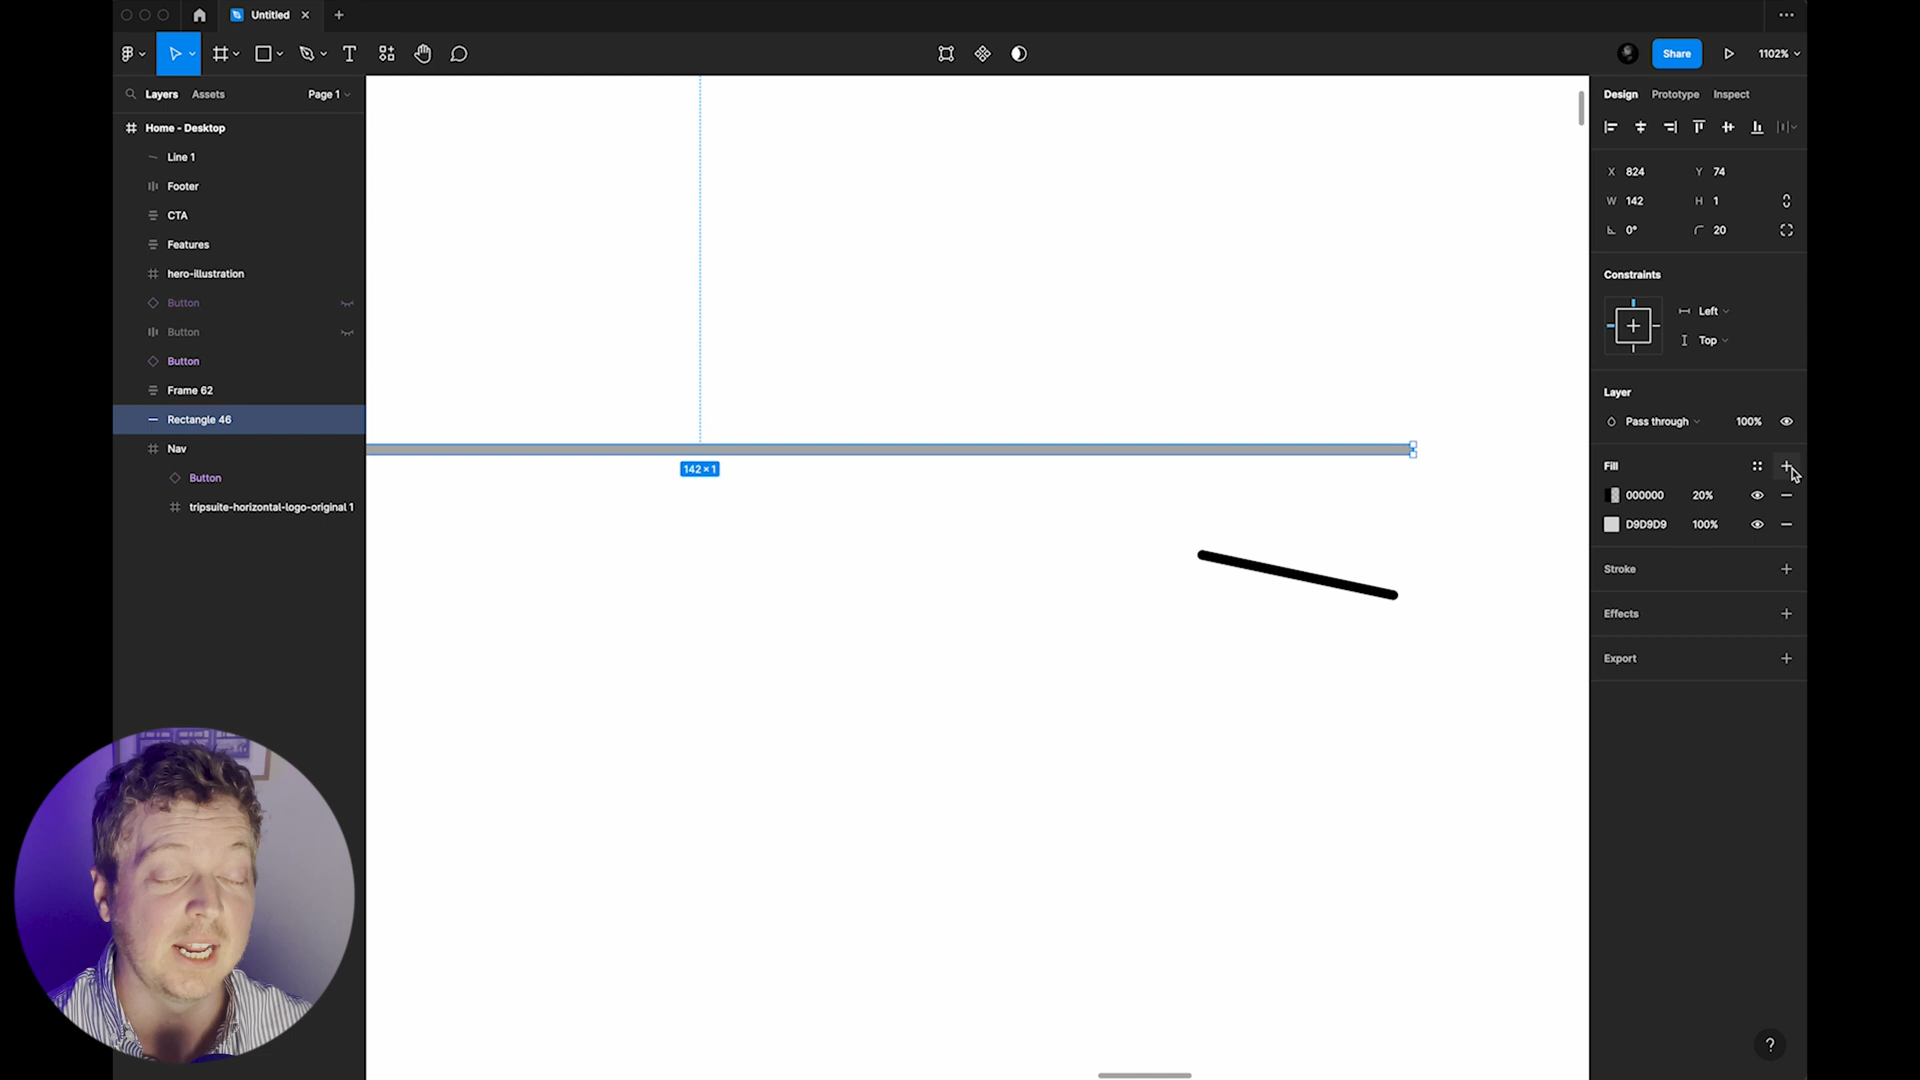 Untitled
Share
1102%
Layers
Assets
Page 1
Home - Desktop
Line 1
Footer
CTA
Features
hero-illustration
Button
Button
Button
Frame 62
Rectangle 46
Nav
Button
tripsuite-horizontal-logo-original 1
142 × 1
Design
Prototype
Inspect
X 824
Y 74
W 142
H 1
0°
20
Constraints
Left
Top
Layer
Pass through
100%
Fill
000000 20%
D9D9D9 100%
Stroke
Effects
Export
?